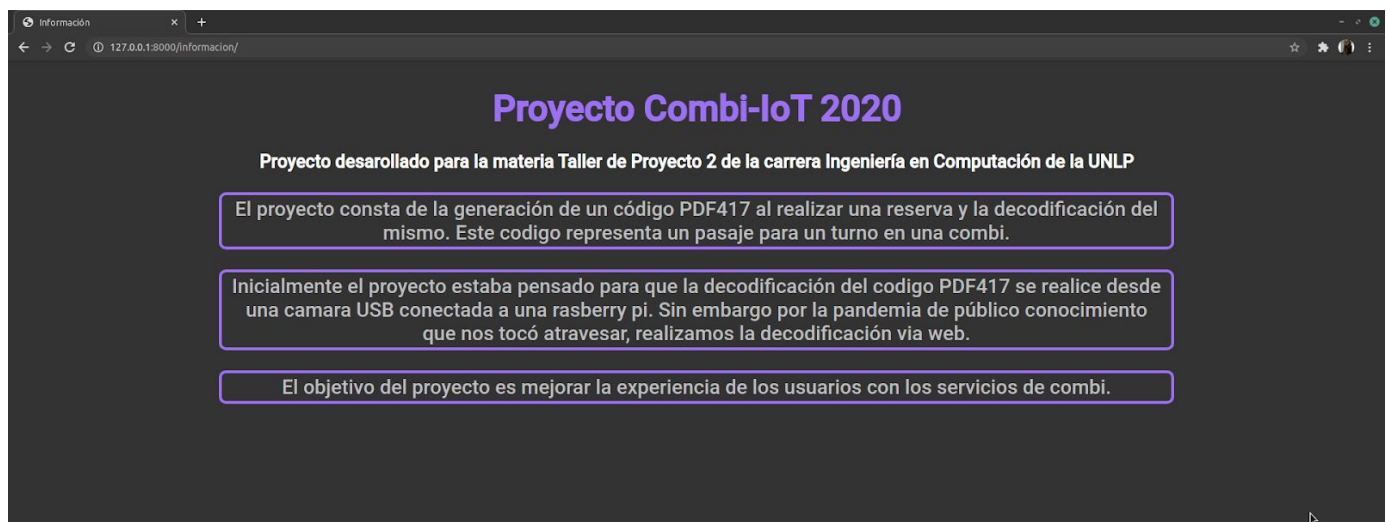 Información
127.0.0.1:8000/informacion/
Proyecto Combi-IoT 2020
Proyecto desarollado para la materia Taller de Proyecto 2 de la carrera Ingeniería en Computación de la UNLP
El proyecto consta de la generación de un código PDF417 al realizar una reserva y la decodificación del
mismo. Este codigo representa un pasaje para un turno en una combi.
Inicialmente el proyecto estaba pensado para que la decodificación del codigo PDF417 se realice desde
una camara USB conectada a una rasberry pi. Sin embargo por la pandemia de público conocimiento
que nos tocó atravesar, realizamos la decodificación via web.
El objetivo del proyecto es mejorar la experiencia de los usuarios con los servicios de combi.